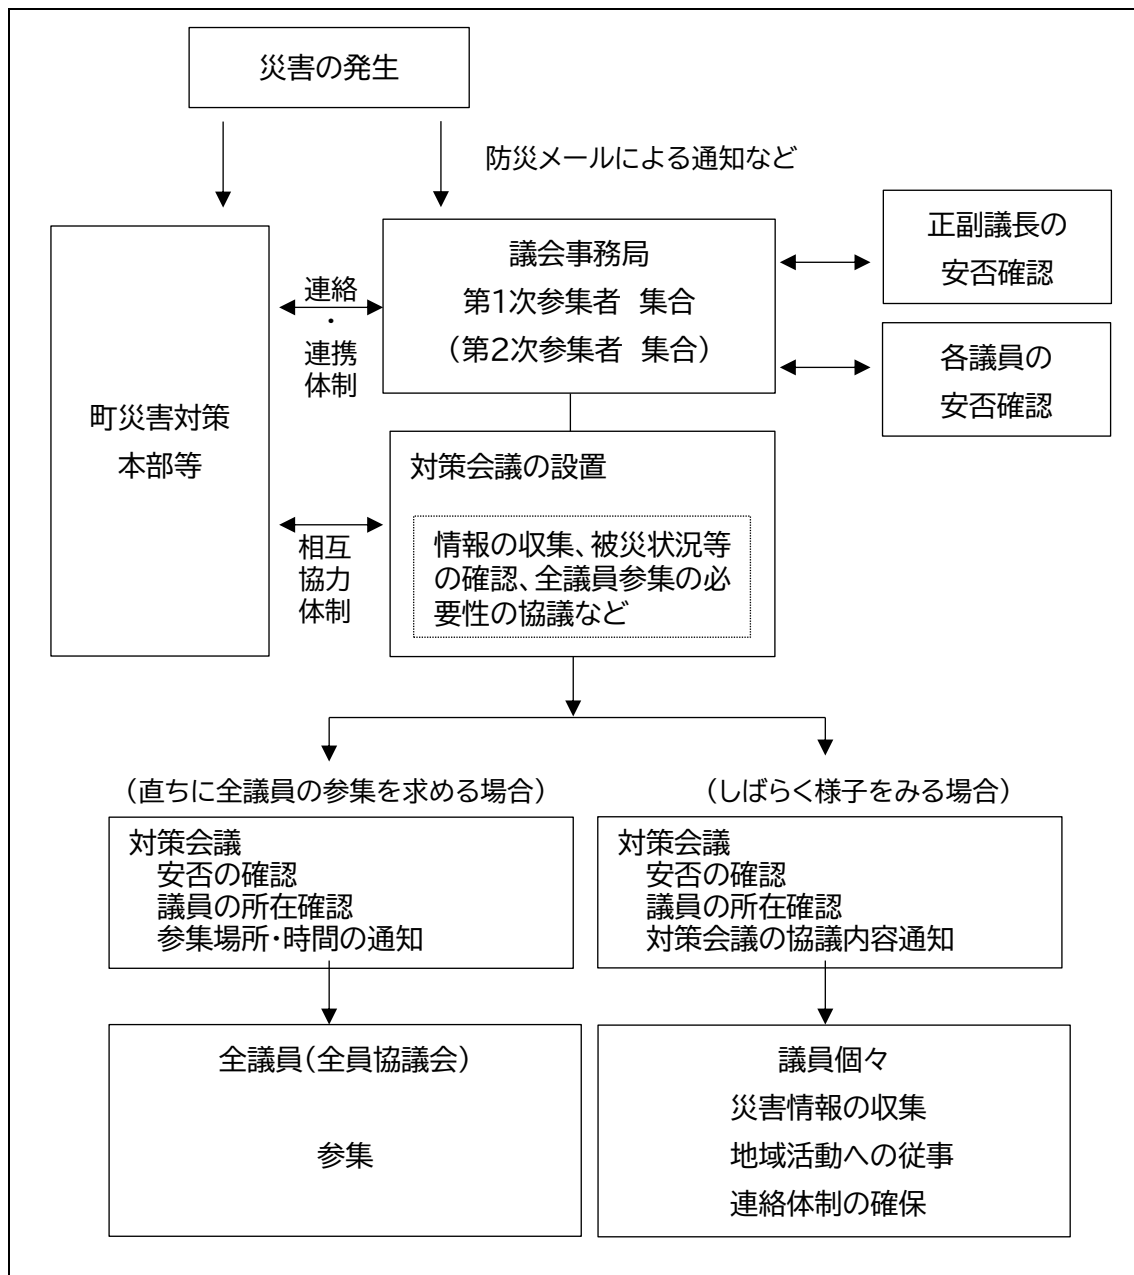 災害の発生
防災メールによる通知など
町災害対策
本部等
連絡
・
連携
体制
議会事務局
第1次参集者　集合
(第2次参集者　集合)
正副議長の
安否確認
各議員の
安否確認
相互
協力
体制
対策会議の設置
情報の収集、被災状況等
の確認、全議員参集の必
要性の協議など
(直ちに全議員の参集を求める場合)
対策会議
安否の確認
議員の所在確認
参集場所・時間の通知
全議員(全員協議会)
参集
(しばらく様子をみる場合)
対策会議
安否の確認
議員の所在確認
対策会議の協議内容通知
議員個々
災害情報の収集
地域活動への従事
連絡体制の確保